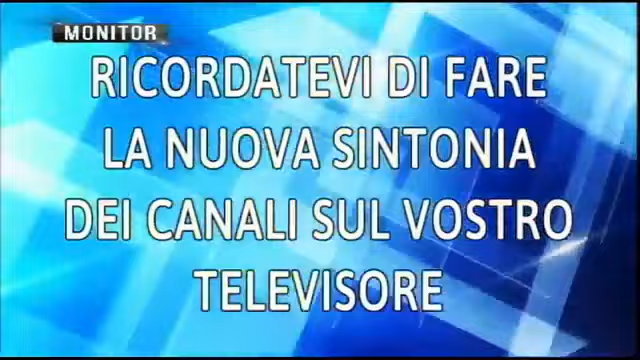 MONITOR
RICORDATEVI DI FARE
LA NUOVA SINTONIA
DEI CANALI SUL VOSTRO
TELEVISORE